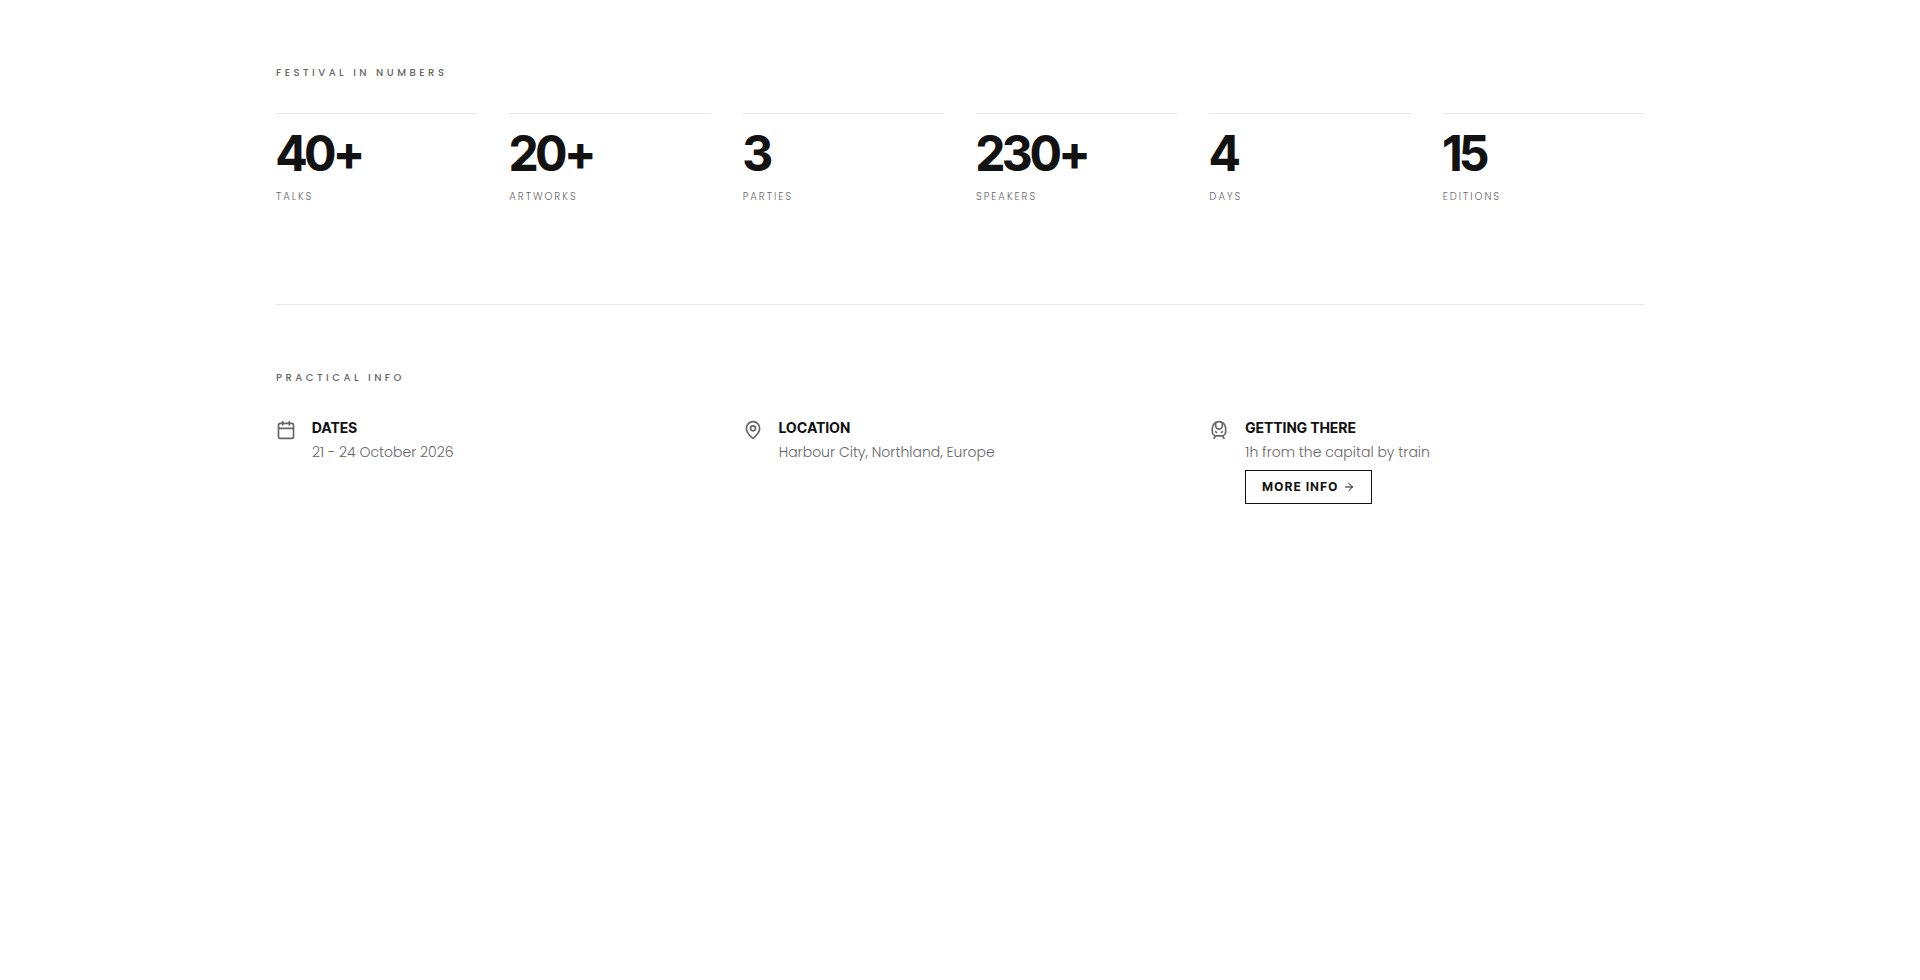 FESTIVAL IN NUMBERS
40+
TALKS
20+
ARTWORKS
3
PARTIES
230+
SPEAKERS
4
DAYS
15
EDITIONS
PRACTICAL INFO
DATES
21 - 24 October 2026
LOCATION
Harbour City, Northland, Europe
GETTING THERE
1h from the capital by train
MORE INFO →